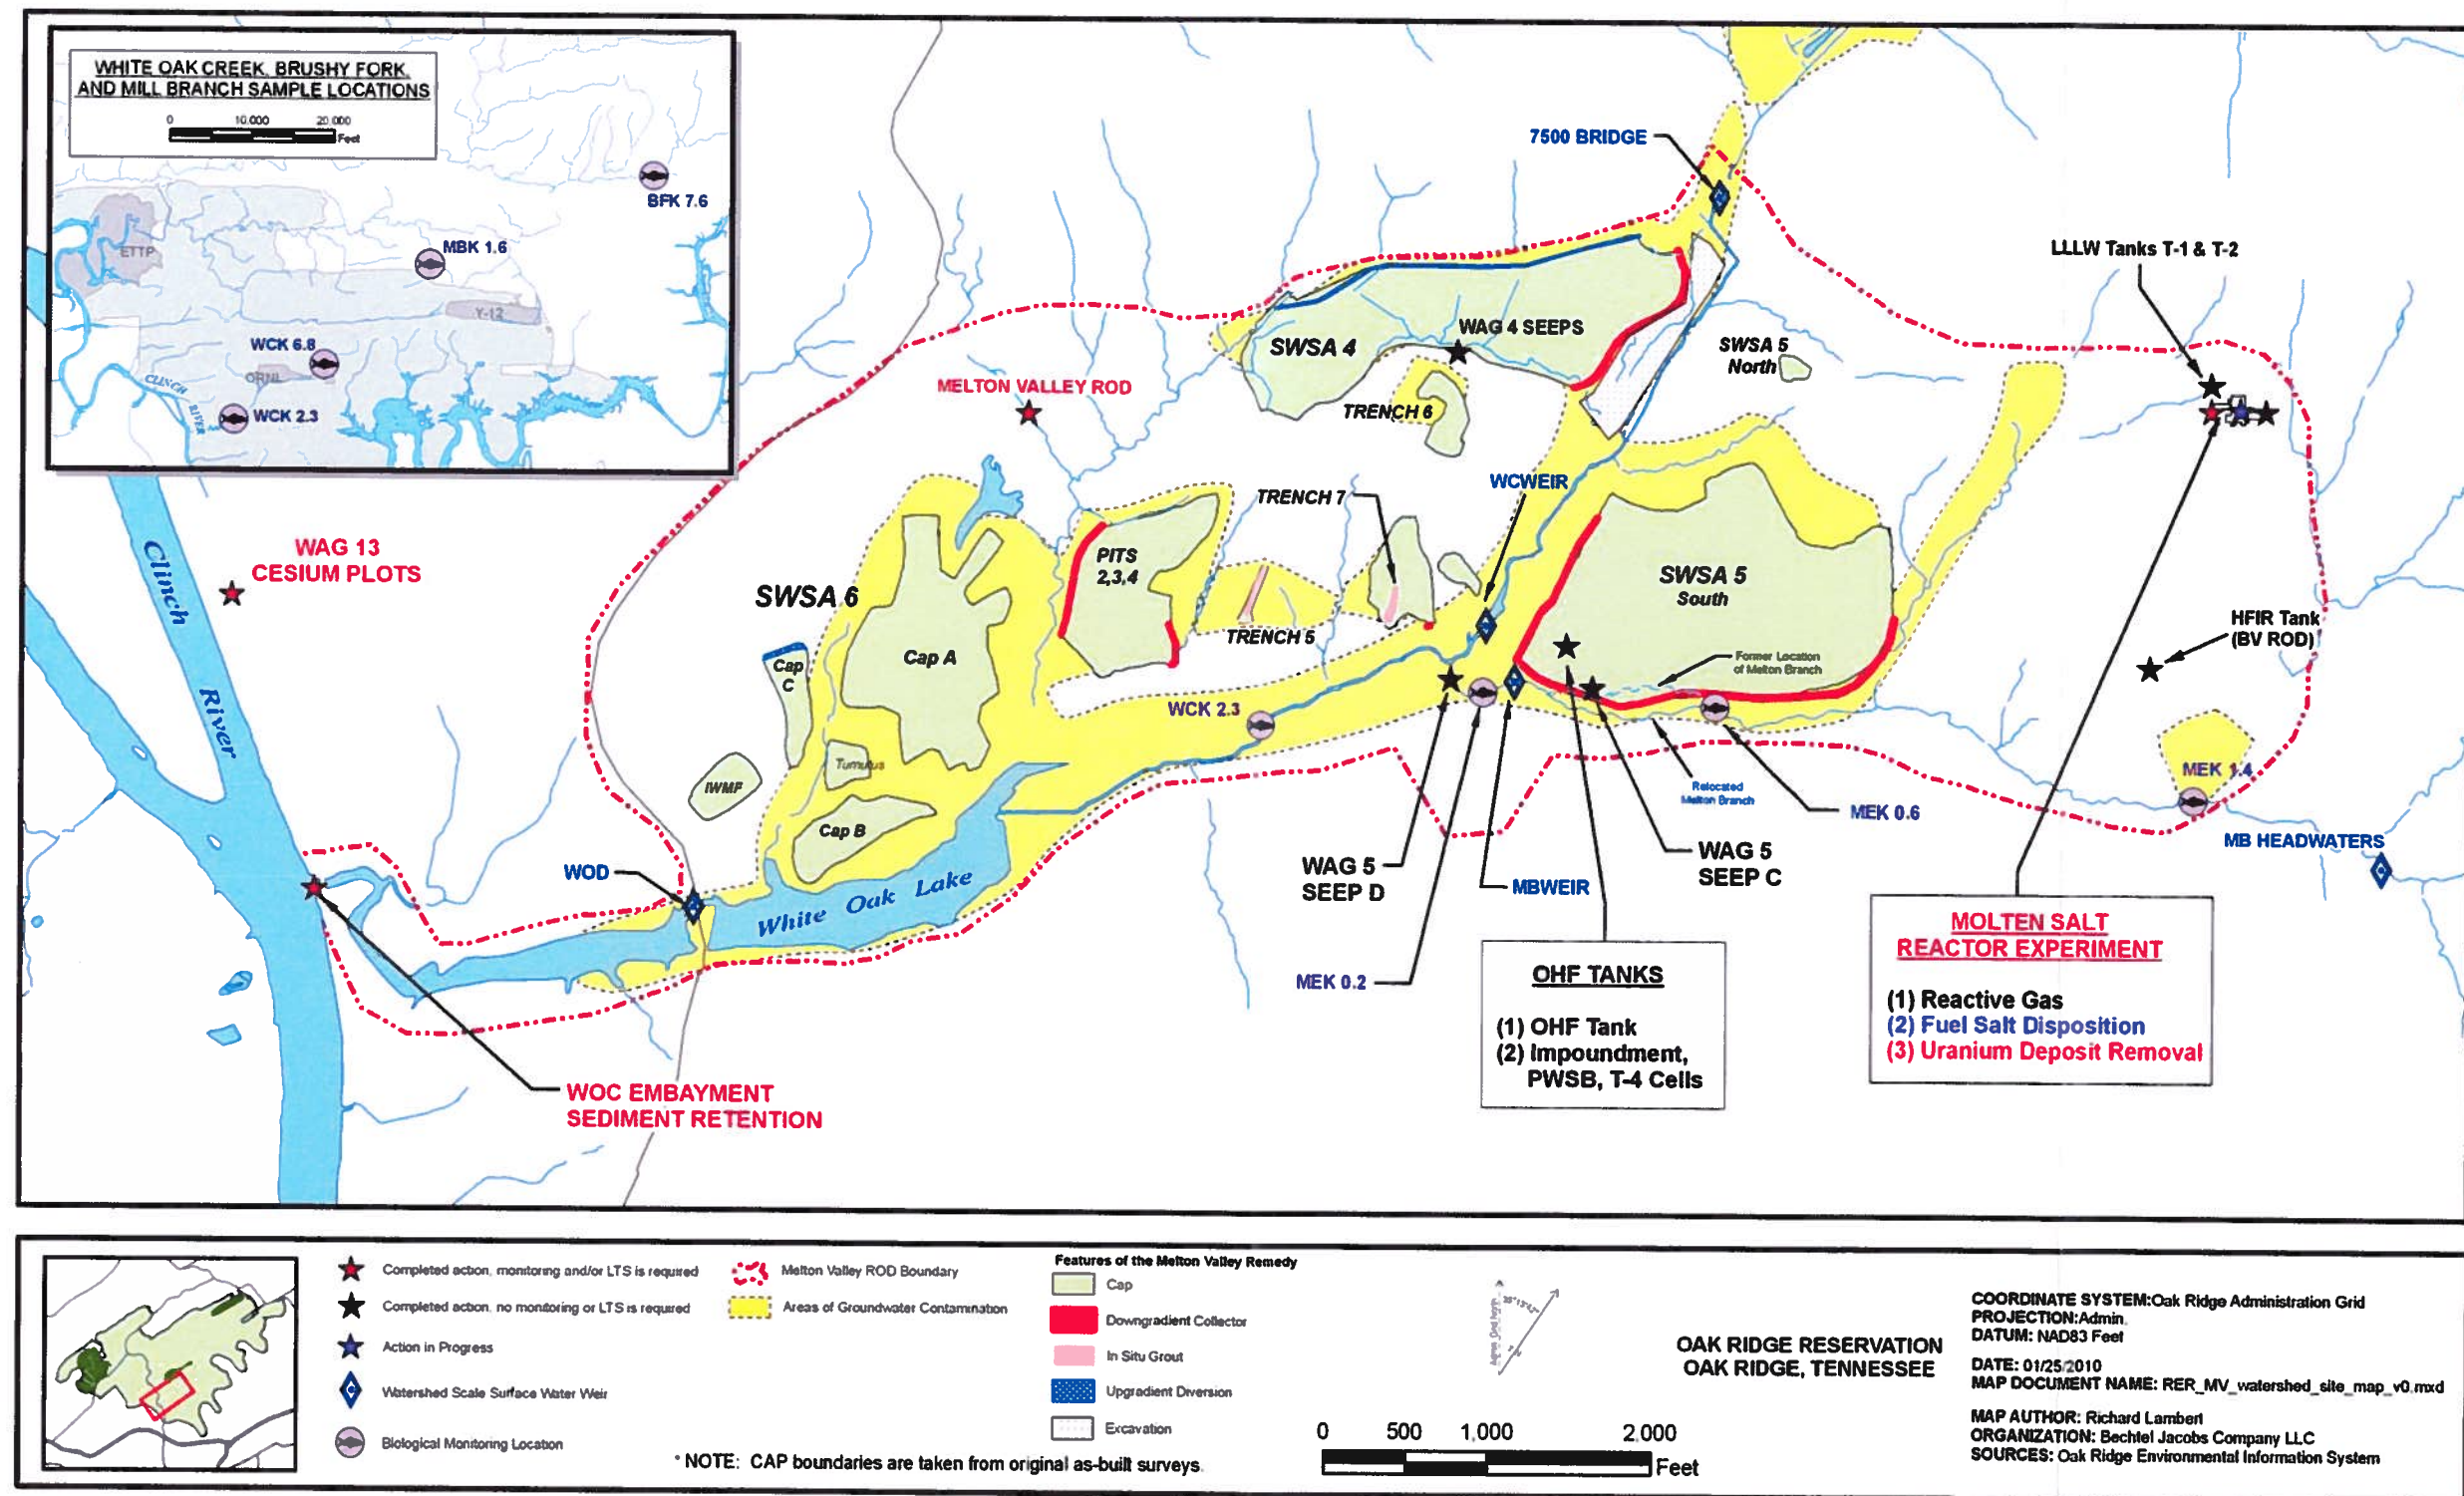 WHITE OAK CREEK, BRUSHY FORK,
AND MILL BRANCH SAMPLE LOCATIONS
0 10,000 20,000
Feet
BFK 7.6
MBK 1.6
ETTP
Y-12
WCK 6.8
ORNL
CLINCH
RIVER
WCK 2.3
7500 BRIDGE
LLLW Tanks T-1 & T-2
WAG 4 SEEPS
SWSA 4
SWSA 5
North
MELTON VALLEY ROD
TRENCH 6
WCWEIR
TRENCH 7
WAG 13
CESIUM PLOTS
Clinch
River
PITS
2,3,4
SWSA 5
South
SWSA 6
HFIR Tank
(BV ROD)
TRENCH 5
Cap A
Cap
C
Former Location
of Melton Branch
WCK 2.3
Tumulus
IWMF
MEK 1.4
Relocated
Melton Branch
MEK 0.6
Cap B
MB HEADWATERS
WOD
White Oak Lake
WAG 5
SEEP D
MBWEIR
WAG 5
SEEP C
MEK 0.2
OHF TANKS
(1) OHF Tank
(2) Impoundment,
PWSB, T-4 Cells
MOLTEN SALT
REACTOR EXPERIMENT
(1) Reactive Gas
(2) Fuel Salt Disposition
(3) Uranium Deposit Removal
WOC EMBAYMENT
SEDIMENT RETENTION
Completed action, monitoring and/or LTS is required
Completed action, no monitoring or LTS is required
Action in Progress
Watershed Scale Surface Water Weir
Biological Monitoring Location
Melton Valley ROD Boundary
Areas of Groundwater Contamination
Features of the Melton Valley Remedy
Cap
Downgradient Collector
In Situ Grout
Upgradient Diversion
Excavation
* NOTE: CAP boundaries are taken from original as-built surveys.
0 500 1,000 2,000
Feet
OAK RIDGE RESERVATION
OAK RIDGE, TENNESSEE
COORDINATE SYSTEM:Oak Ridge Administration Grid
PROJECTION:Admin.
DATUM: NAD83 Feet
DATE: 01/25/2010
MAP DOCUMENT NAME: RER_MV_watershed_site_map_v0.mxd
MAP AUTHOR: Richard Lambert
ORGANIZATION: Bechtel Jacobs Company LLC
SOURCES: Oak Ridge Environmental Information System